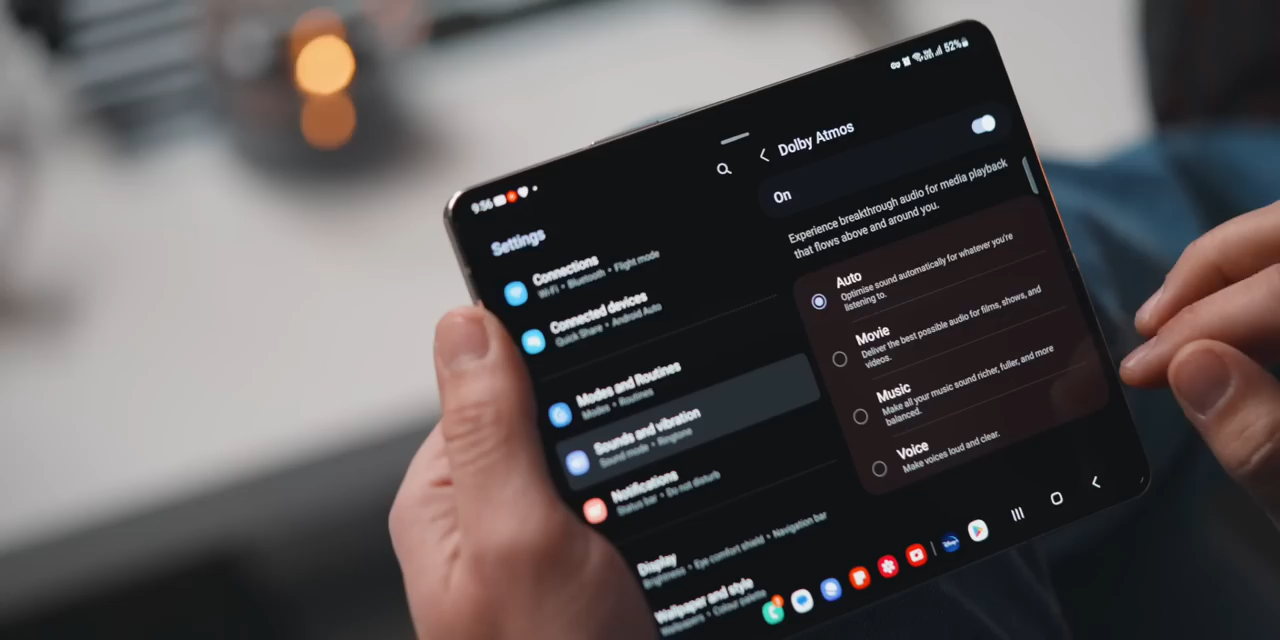 9:56
52%
Settings
Connections
Wi-Fi • Bluetooth • Flight mode
Connected devices
Quick Share • Android Auto
Modes and Routines
Modes • Routines
Sounds and vibration
Sound mode • Ringtone
Notifications
Status bar • Do not disturb
Display
Brightness • Eye comfort shield • Navigation bar
Wallpaper and style
Wallpapers • Colour palette
Dolby Atmos
On
Experience breakthrough audio for media playback
that flows above and around you.
Auto
Optimise sound automatically for whatever you're
listening to.
Movie
Deliver the best possible audio for films, shows, and
videos.
Music
Make all your music sound richer, fuller, and more
balanced.
Voice
Make voices loud and clear.